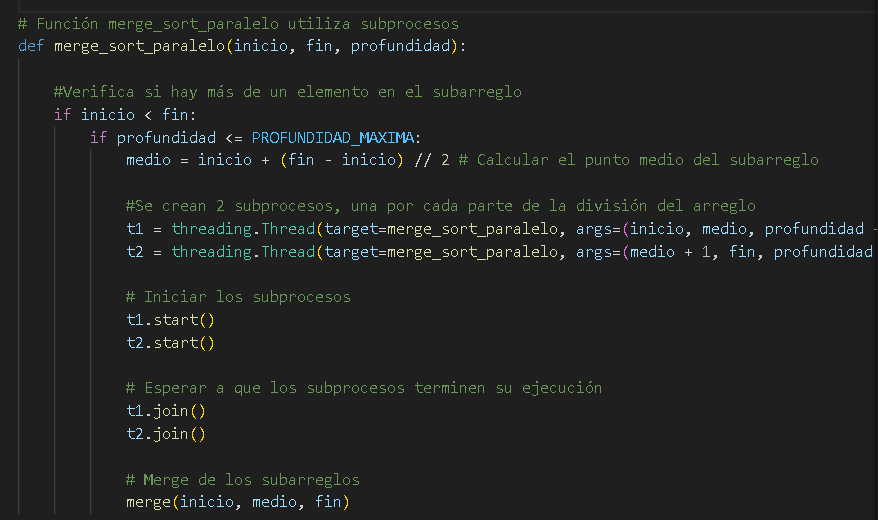 # Función merge_sort_paralelo utiliza subprocesos
def merge_sort_paralelo(inicio, fin, profundidad):
#Verifica si hay más de un elemento en el subarreglo
if inicio < fin:
if profundidad <= PROFUNDIDAD_MAXIMA:
medio = inicio + (fin - inicio) // 2 # Calcular el punto medio del subarreglo
#Se crean 2 subprocesos, una por cada parte de la división del arreglo
t1 = threading.Thread(target=merge_sort_paralelo, args=(inicio, medio, profundidad
t2 = threading.Thread(target=merge_sort_paralelo, args=(medio + 1, fin, profundidad
# Iniciar los subprocesos
t1.start()
t2.start()
# Esperar a que los subprocesos terminen su ejecución
t1.join()
t2.join()
# Merge de los subarreglos
merge(inicio, medio, fin)